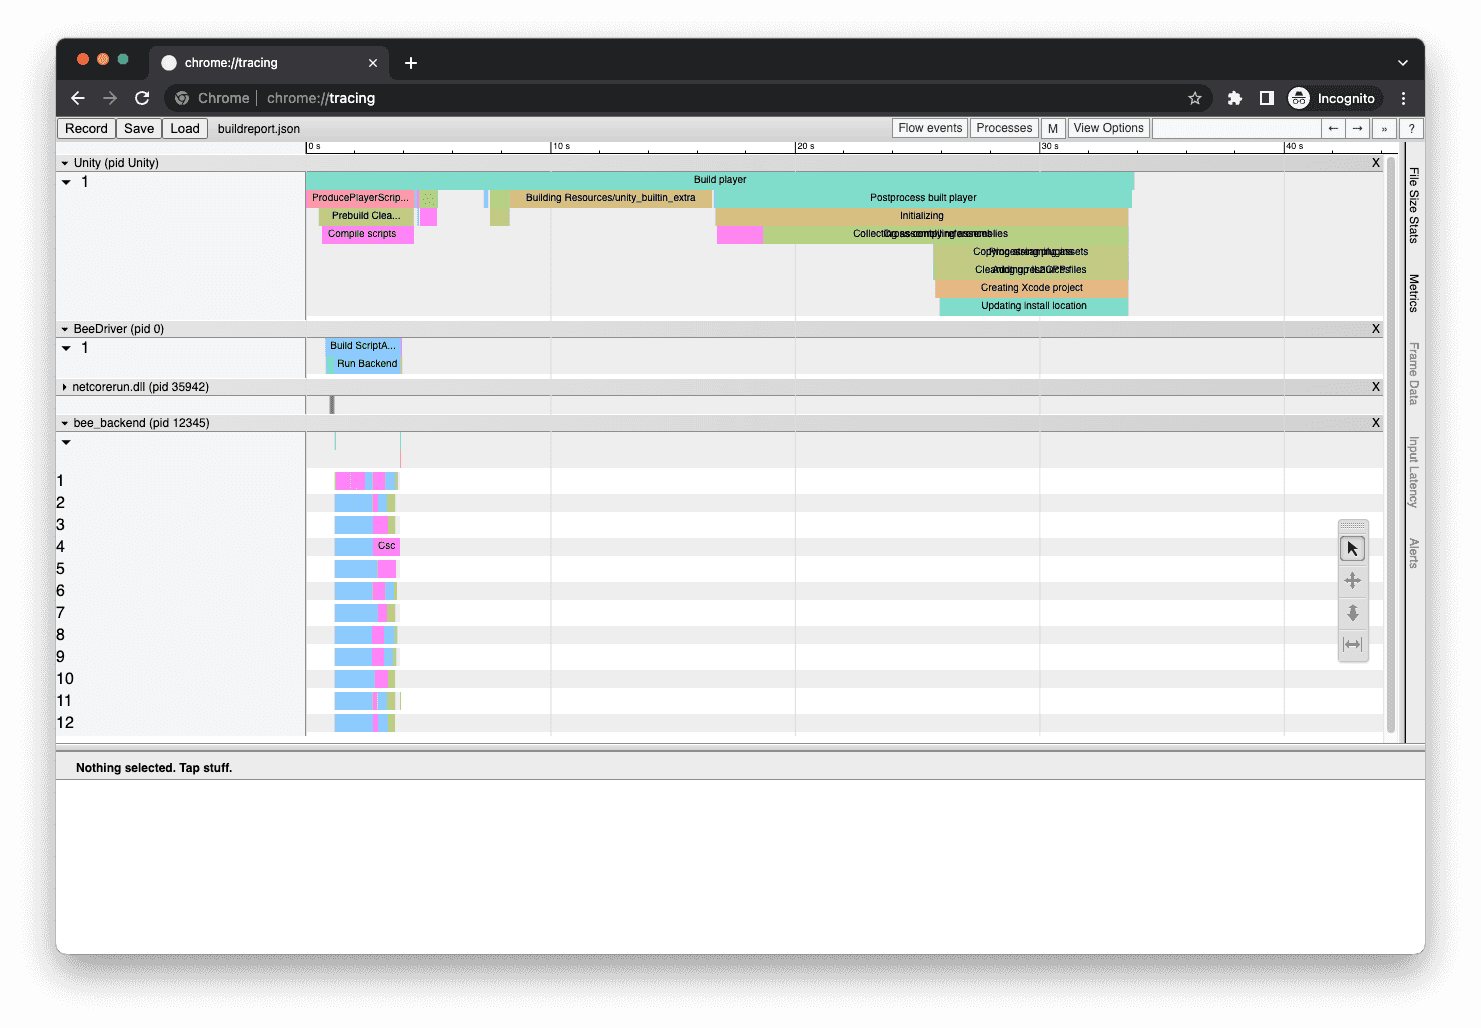 chrome://tracing
Chrome chrome://tracing Incognito
Record Save Load buildreport.json Flow events Processes M View Options ← → » ?
0 s 10 s 20 s 30 s 40 s
Unity (pid Unity) X
1 Build player
ProducePlayerScrip... Building Resources/unity_builtin_extra Postprocess built player
Prebuild Clea... Initializing
Compile scripts
Creating Xcode project
Updating install location
BeeDriver (pid 0) X
1 Build ScriptA...
Run Backend
netcorerun.dll (pid 35942) X
bee_backend (pid 12345) X
1
2
3
4 Csc
5
6
7
8
9
10
11
12
File Size Stats
Metrics
Frame Data
Input Latency
Alerts
Nothing selected. Tap stuff.